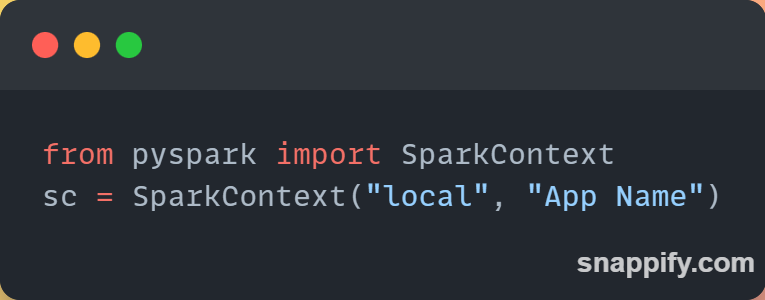 from pyspark import SparkContext
sc = SparkContext("local", "App Name")
snappify.com